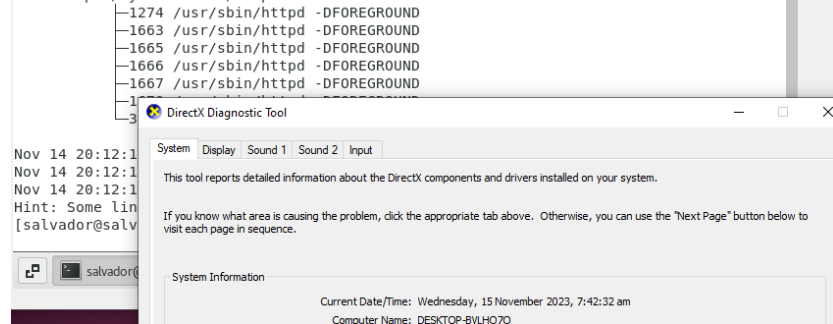 1274 /usr/sbin/httpd -DFOREGROUND
1663 /usr/sbin/httpd -DFOREGROUND
1665 /usr/sbin/httpd -DFOREGROUND
1666 /usr/sbin/httpd -DFOREGROUND
1667 /usr/sbin/httpd -DFOREGROUND
DirectX Diagnostic Tool
System Display Sound 1 Sound 2 Input
This tool reports detailed information about the DirectX components and drivers installed on your system.
If you know what area is causing the problem, click the appropriate tab above. Otherwise, you can use the "Next Page" button below to
visit each page in sequence.
System Information
Current Date/Time: Wednesday, 15 November 2023, 7:42:32 am
Computer Name: DESKTOP-BVLHO7O
Nov 14 20:12:1
Nov 14 20:12:1
Nov 14 20:12:1
Hint: Some lin
[salvador@salv
salvador@